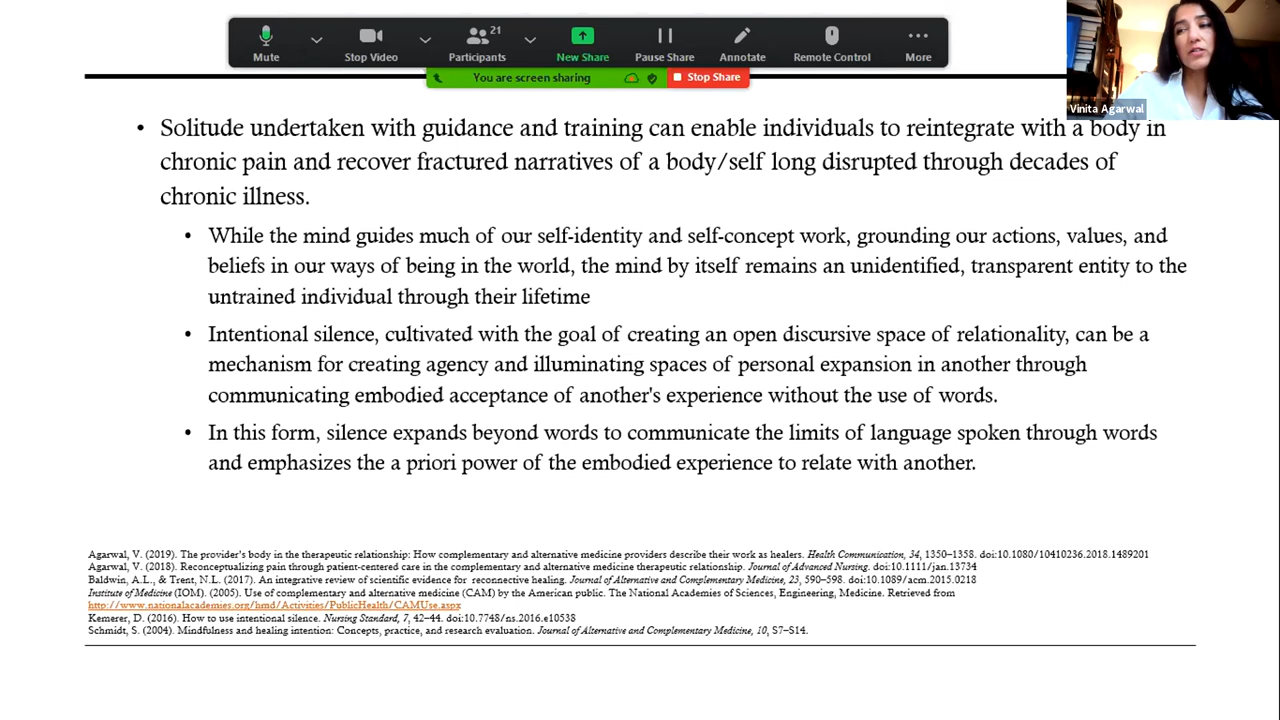 21
Mute
Stop Video
Participants
New Share
Pause Share
Annotate
Remote Control
More
You are screen sharing
Stop Share
Vinita Agarwal
• Solitude undertaken with guidance and training can enable individuals to reintegrate with a body in
chronic pain and recover fractured narratives of a body/self long disrupted through decades of
chronic illness.
• While the mind guides much of our self-identity and self-concept work, grounding our actions, values, and
beliefs in our ways of being in the world, the mind by itself remains an unidentified, transparent entity to the
untrained individual through their lifetime
• Intentional silence, cultivated with the goal of creating an open discursive space of relationality, can be a
mechanism for creating agency and illuminating spaces of personal expansion in another through
communicating embodied acceptance of another's experience without the use of words.
• In this form, silence expands beyond words to communicate the limits of language spoken through words
and emphasizes the a priori power of the embodied experience to relate with another.
Agarwal, V. (2019). The provider's body in the therapeutic relationship: How complementary and alternative medicine providers describe their work as healers. Health Communication, 34, 1350–1358. doi:10.1080/10410236.2018.1489201
Agarwal, V. (2018). Reconceptualizing pain through patient-centered care in the complementary and alternative medicine therapeutic relationship. Journal of Advanced Nursing. doi:10.1111/jan.13734
Baldwin, A.L., & Trent, N.L. (2017). An integrative review of scientific evidence for reconnective healing. Journal of Alternative and Complementary Medicine, 23, 590–598. doi:10.1089/acm.2015.0218
Institute of Medicine (IOM). (2005). Use of complementary and alternative medicine (CAM) by the American public. The National Academies of Sciences, Engineering, Medicine. Retrieved from
http://www.nationalacademies.org/hmd/Activities/PublicHealth/CAMUse.aspx
Kemerer, D. (2016). How to use intentional silence. Nursing Standard, 7, 42–44. doi:10.7748/ns.2016.e10538
Schmidt, S. (2004). Mindfulness and healing intention: Concepts, practice, and research evaluation. Journal of Alternative and Complementary Medicine, 10, S7–S14.